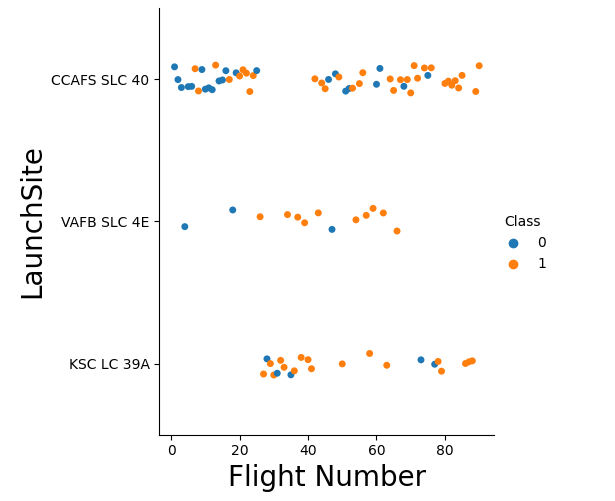 LaunchSite
CCAFS SLC 40
VAFB SLC 4E
KSC LC 39A
0 20 40 60 80
Flight Number
Class
0
1